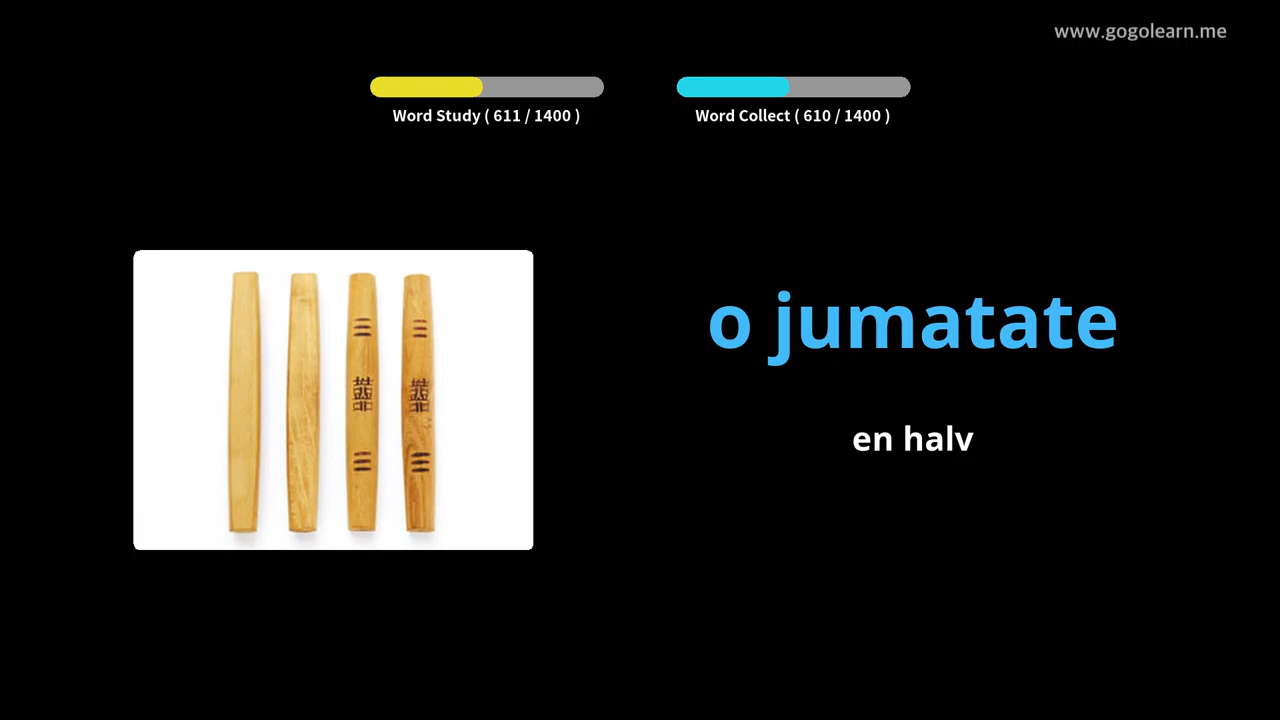 www.gogolearn.me
Word Study ( 611 / 1400 )
Word Collect ( 610 / 1400 )
o jumatate
en halv